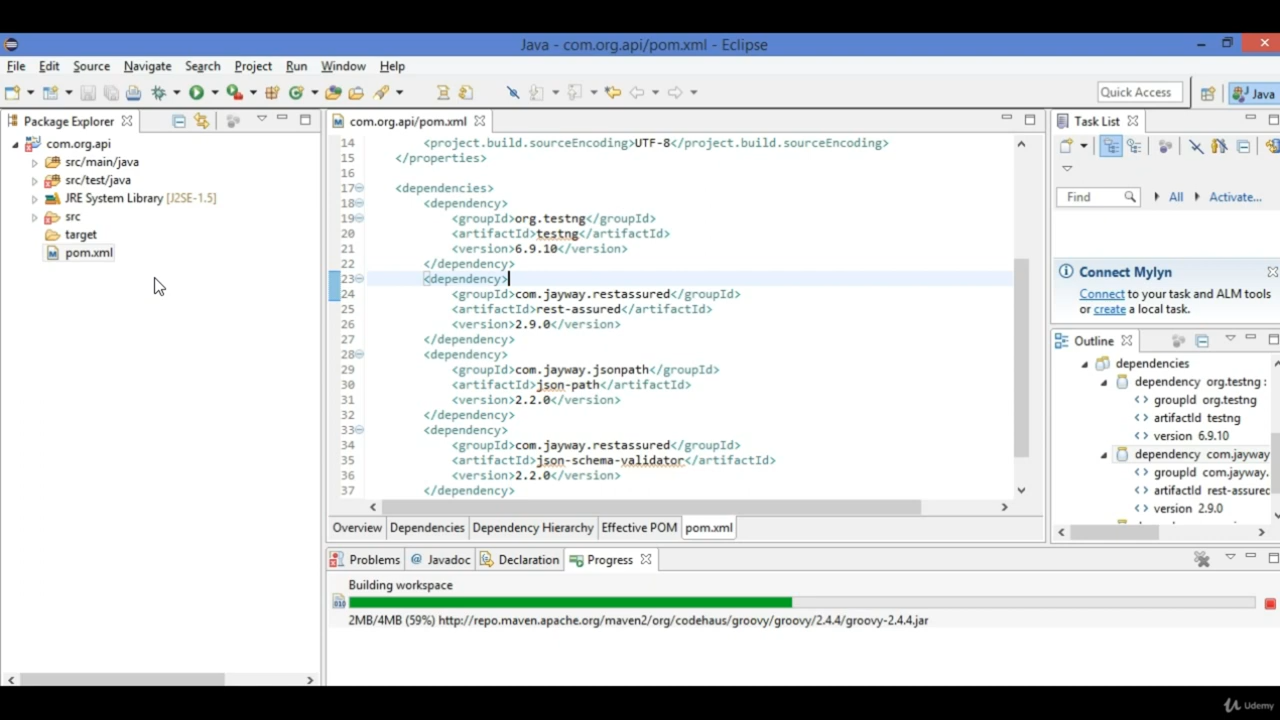 Java - com.org.api/pom.xml - Eclipse
File Edit Source Navigate Search Project Run Window Help
Quick Access
Java
Package Explorer
com.org.api
src/main/java
src/test/java
JRE System Library [J2SE-1.5]
src
target
pom.xml
com.org.api/pom.xml
14 <project.build.sourceEncoding>UTF-8</project.build.sourceEncoding>
15 </properties>
16
17 <dependencies>
18 <dependency>
19 <groupId>org.testng</groupId>
20 <artifactId>testng</artifactId>
21 <version>6.9.10</version>
22 </dependency>
23 <dependency>
24 <groupId>com.jayway.restassured</groupId>
25 <artifactId>rest-assured</artifactId>
26 <version>2.9.0</version>
27 </dependency>
28 <dependency>
29 <groupId>com.jayway.jsonpath</groupId>
30 <artifactId>json-path</artifactId>
31 <version>2.2.0</version>
32 </dependency>
33 <dependency>
34 <groupId>com.jayway.restassured</groupId>
35 <artifactId>json-schema-validator</artifactId>
36 <version>2.2.0</version>
37 </dependency>
Overview Dependencies Dependency Hierarchy Effective POM pom.xml
Task List
Find All Activate...
Connect Mylyn
Connect to your task and ALM tools
or create a local task.
Outline
dependencies
dependency org.testng :
groupId org.testng
artifactId testng
version 6.9.10
dependency com.jayway
groupId com.jayway.
artifactId rest-assured
version 2.9.0
Problems @ Javadoc Declaration Progress
Building workspace
010
2MB/4MB (59%) http://repo.maven.apache.org/maven2/org/codehaus/groovy/groovy/2.4.4/groovy-2.4.4.jar
Udemy